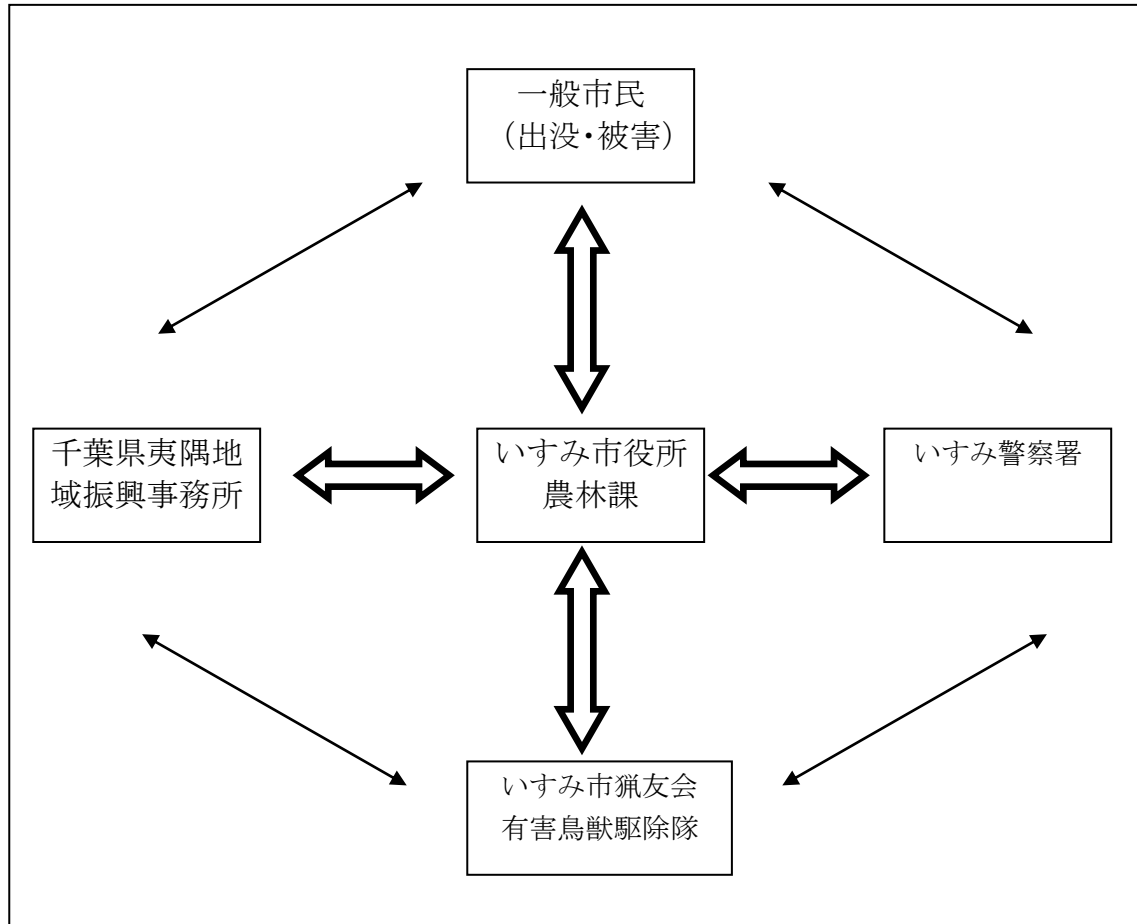 一般市民
（出没・被害）
千葉県夷隅地
域振興事務所
いすみ市役所
農林課
いすみ警察署
いすみ市猟友会
有害鳥獣駆除隊